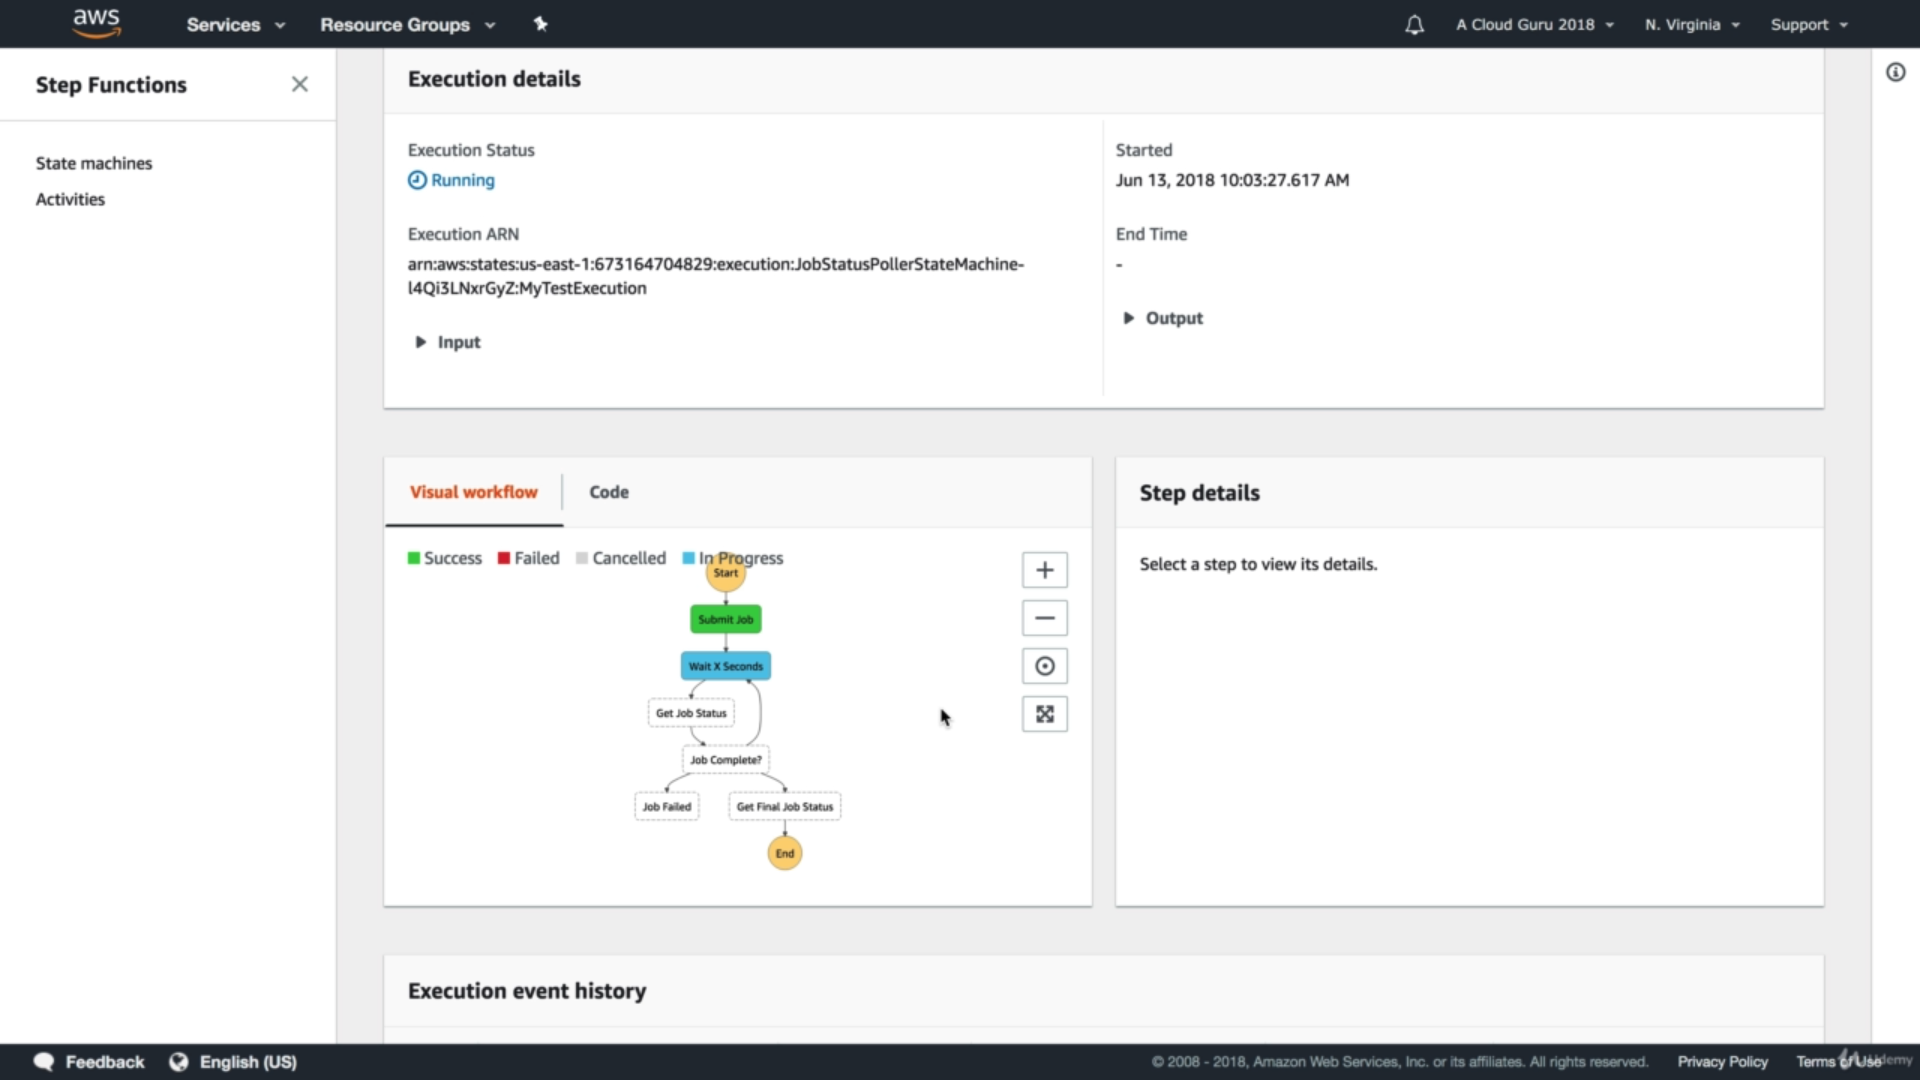 aws Services Resource Groups A Cloud Guru 2018 N. Virginia Support
Step Functions
State machines
Activities
Execution details
Execution Status
Running
Execution ARN
arn:aws:states:us-east-1:673164704829:execution:JobStatusPollerStateMachine-
l4Qi3LNxrGyZ:MyTestExecution
Input
Started
Jun 13, 2018 10:03:27.617 AM
End Time
-
Output
Visual workflow Code
Success Failed Cancelled In Progress
Start
Submit Job
Wait X Seconds
Get Job Status
Job Complete?
Job Failed Get Final Job Status
End
Step details
Select a step to view its details.
Execution event history
Feedback English (US) © 2008 - 2018, Amazon Web Services, Inc. or its affiliates. All rights reserved. Privacy Policy Terms of Use
Udemy